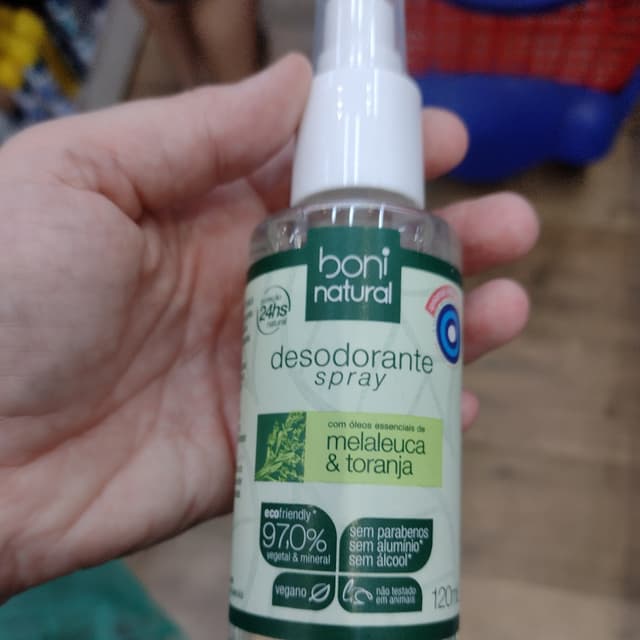 boni
natural
24hs
natural
desodorante
spray
com óleos essenciais de
melaleuca
& toranja
ecofriendly*
97,0%
vegetal & mineral
sem parabenos
sem alumínio*
sem álcool*
vegano
não testado
em animais
120m